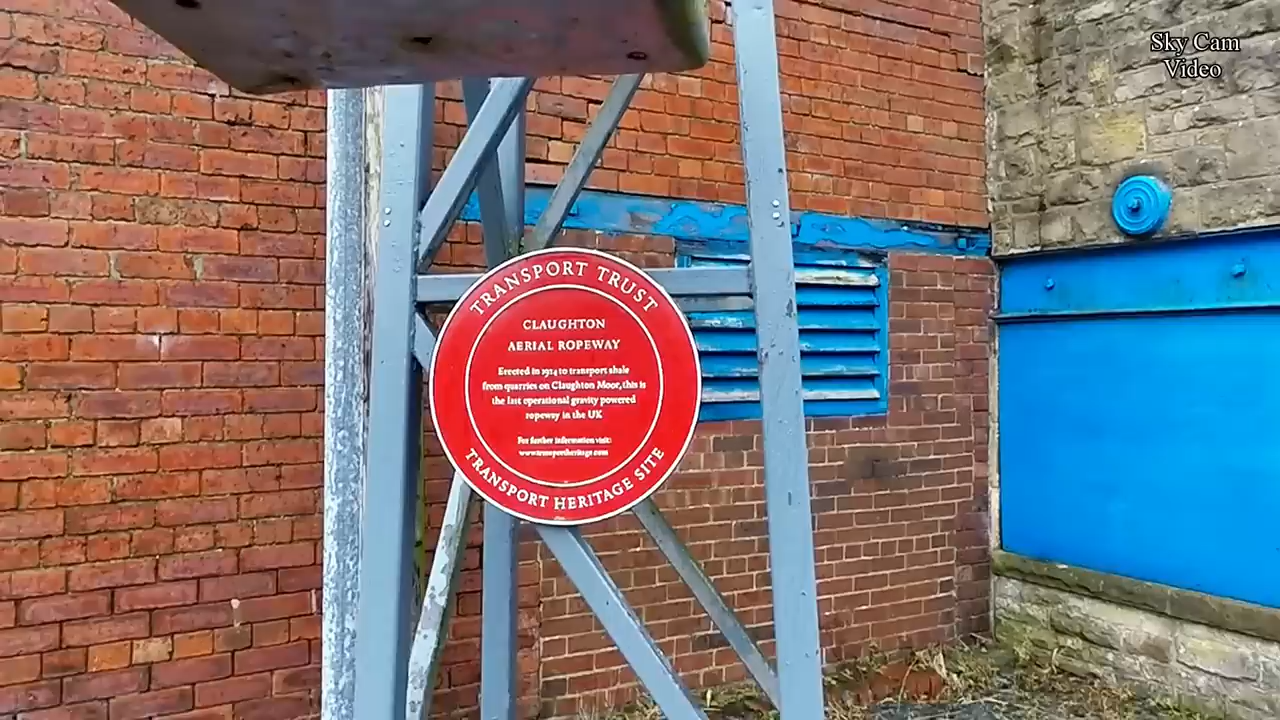 Sky Cam
Video
TRANSPORT TRUST
CLAUGHTON
AERIAL ROPEWAY
Erected in 1914 to transport shale
from quarries on Claughton Moor, this is
the last operational gravity powered
ropeway in the UK
For further information visit:
www.transportheritage.com
TRANSPORT HERITAGE SITE